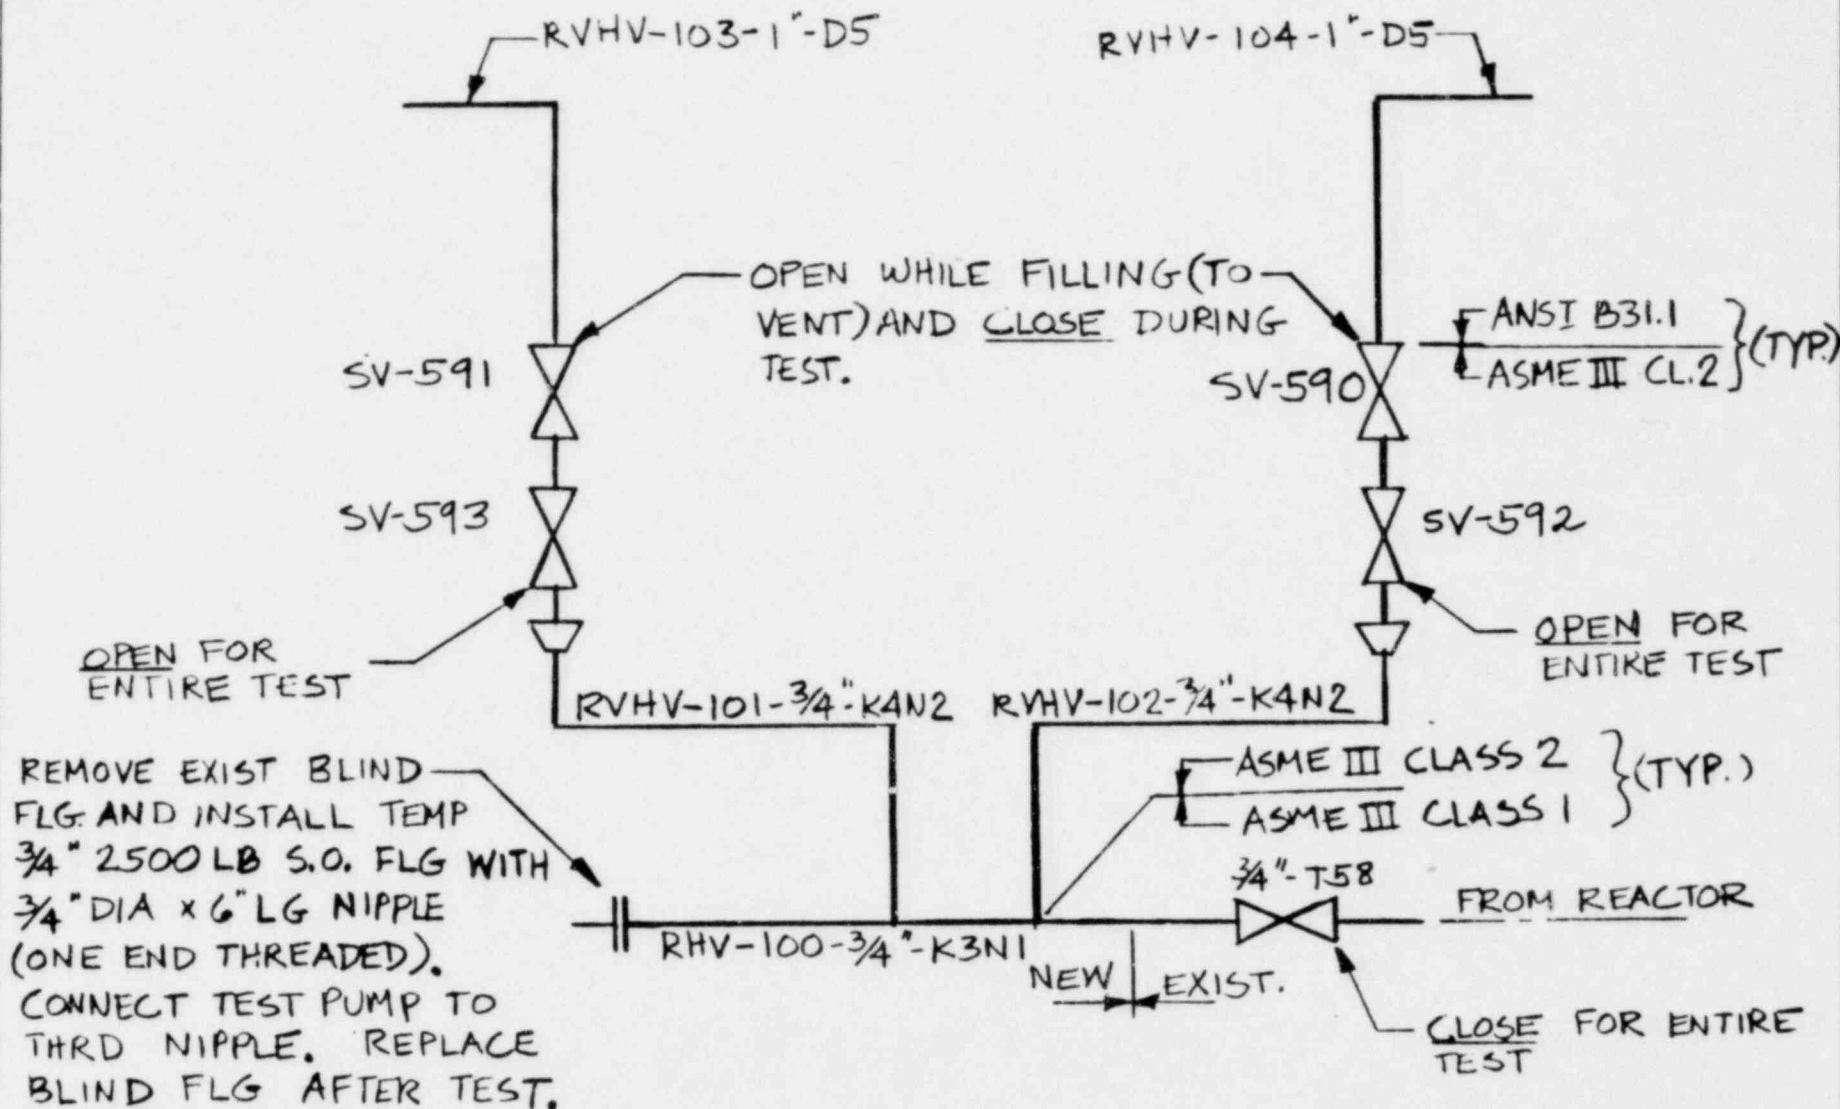 RVHV-103-1"-D5
RVHV-104-1"-D5
OPEN WHILE FILLING (TO
VENT) AND CLOSE DURING
TEST.
ANSI B31.1
ASME III CL.2
(TYP.)
SV-591
SV-590
SV-593
SV-592
OPEN FOR
ENTIRE TEST
OPEN FOR
ENTIRE TEST
RVHV-101-3/4"-K4N2
RVHV-102-3/4"-K4N2
REMOVE EXIST BLIND
FLG. AND INSTALL TEMP
3/4" 2500 LB S.O. FLG WITH
3/4" DIA x 6" LG NIPPLE
(ONE END THREADED).
CONNECT TEST PUMP TO
THRD NIPPLE. REPLACE
BLIND FLG AFTER TEST.
ASME III CLASS 2
ASME III CLASS 1
(TYP.)
3/4"-T58
FROM REACTOR
RHV-100-3/4"-K3N1
NEW
EXIST.
CLOSE FOR ENTIRE
TEST